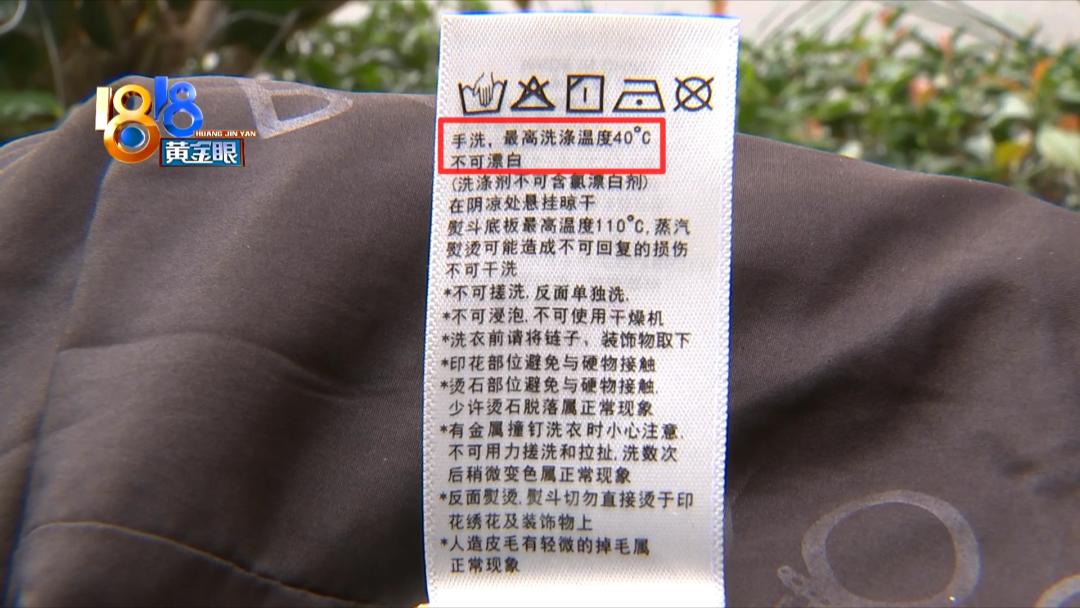 1818
HUANG JIN YAN
黄金眼
手洗，最高洗涤温度40°C
不可漂白
(洗涤剂不可含氯漂白剂)
在阴凉处悬挂晾干
熨斗底板最高温度110°C,蒸汽
熨烫可能造成不可回复的损伤
不可干洗
*不可搓洗,反面单独洗.
*不可浸泡,不可使用干燥机
*洗衣前请将链子、装饰物取下
*印花部位避免与硬物接触
*烫石部位避免与硬物接触.
少许烫石脱落属正常现象
*有金属撞钉洗衣时小心注意.
不可用力搓洗和拉扯,洗数次
后稍微变色属正常现象
*反面熨烫.熨斗切勿直接烫于印
花绣花及装饰物上
*人造皮毛有轻微的掉毛属
正常现象